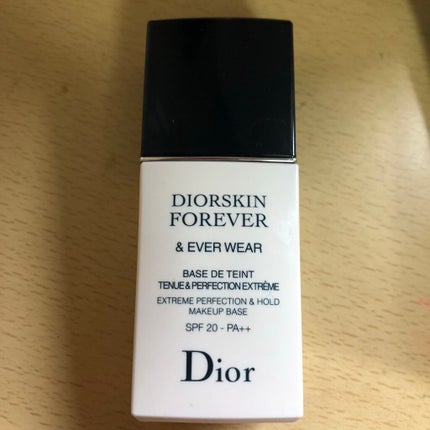 DIORSKIN
FOREVER
& EVER WEAR
BASE DE TEINT
TENUE & PERFECTION EXTRÊME
EXTREME PERFECTION & HOLD
MAKEUP BASE
SPF 20 - PA++
Dior